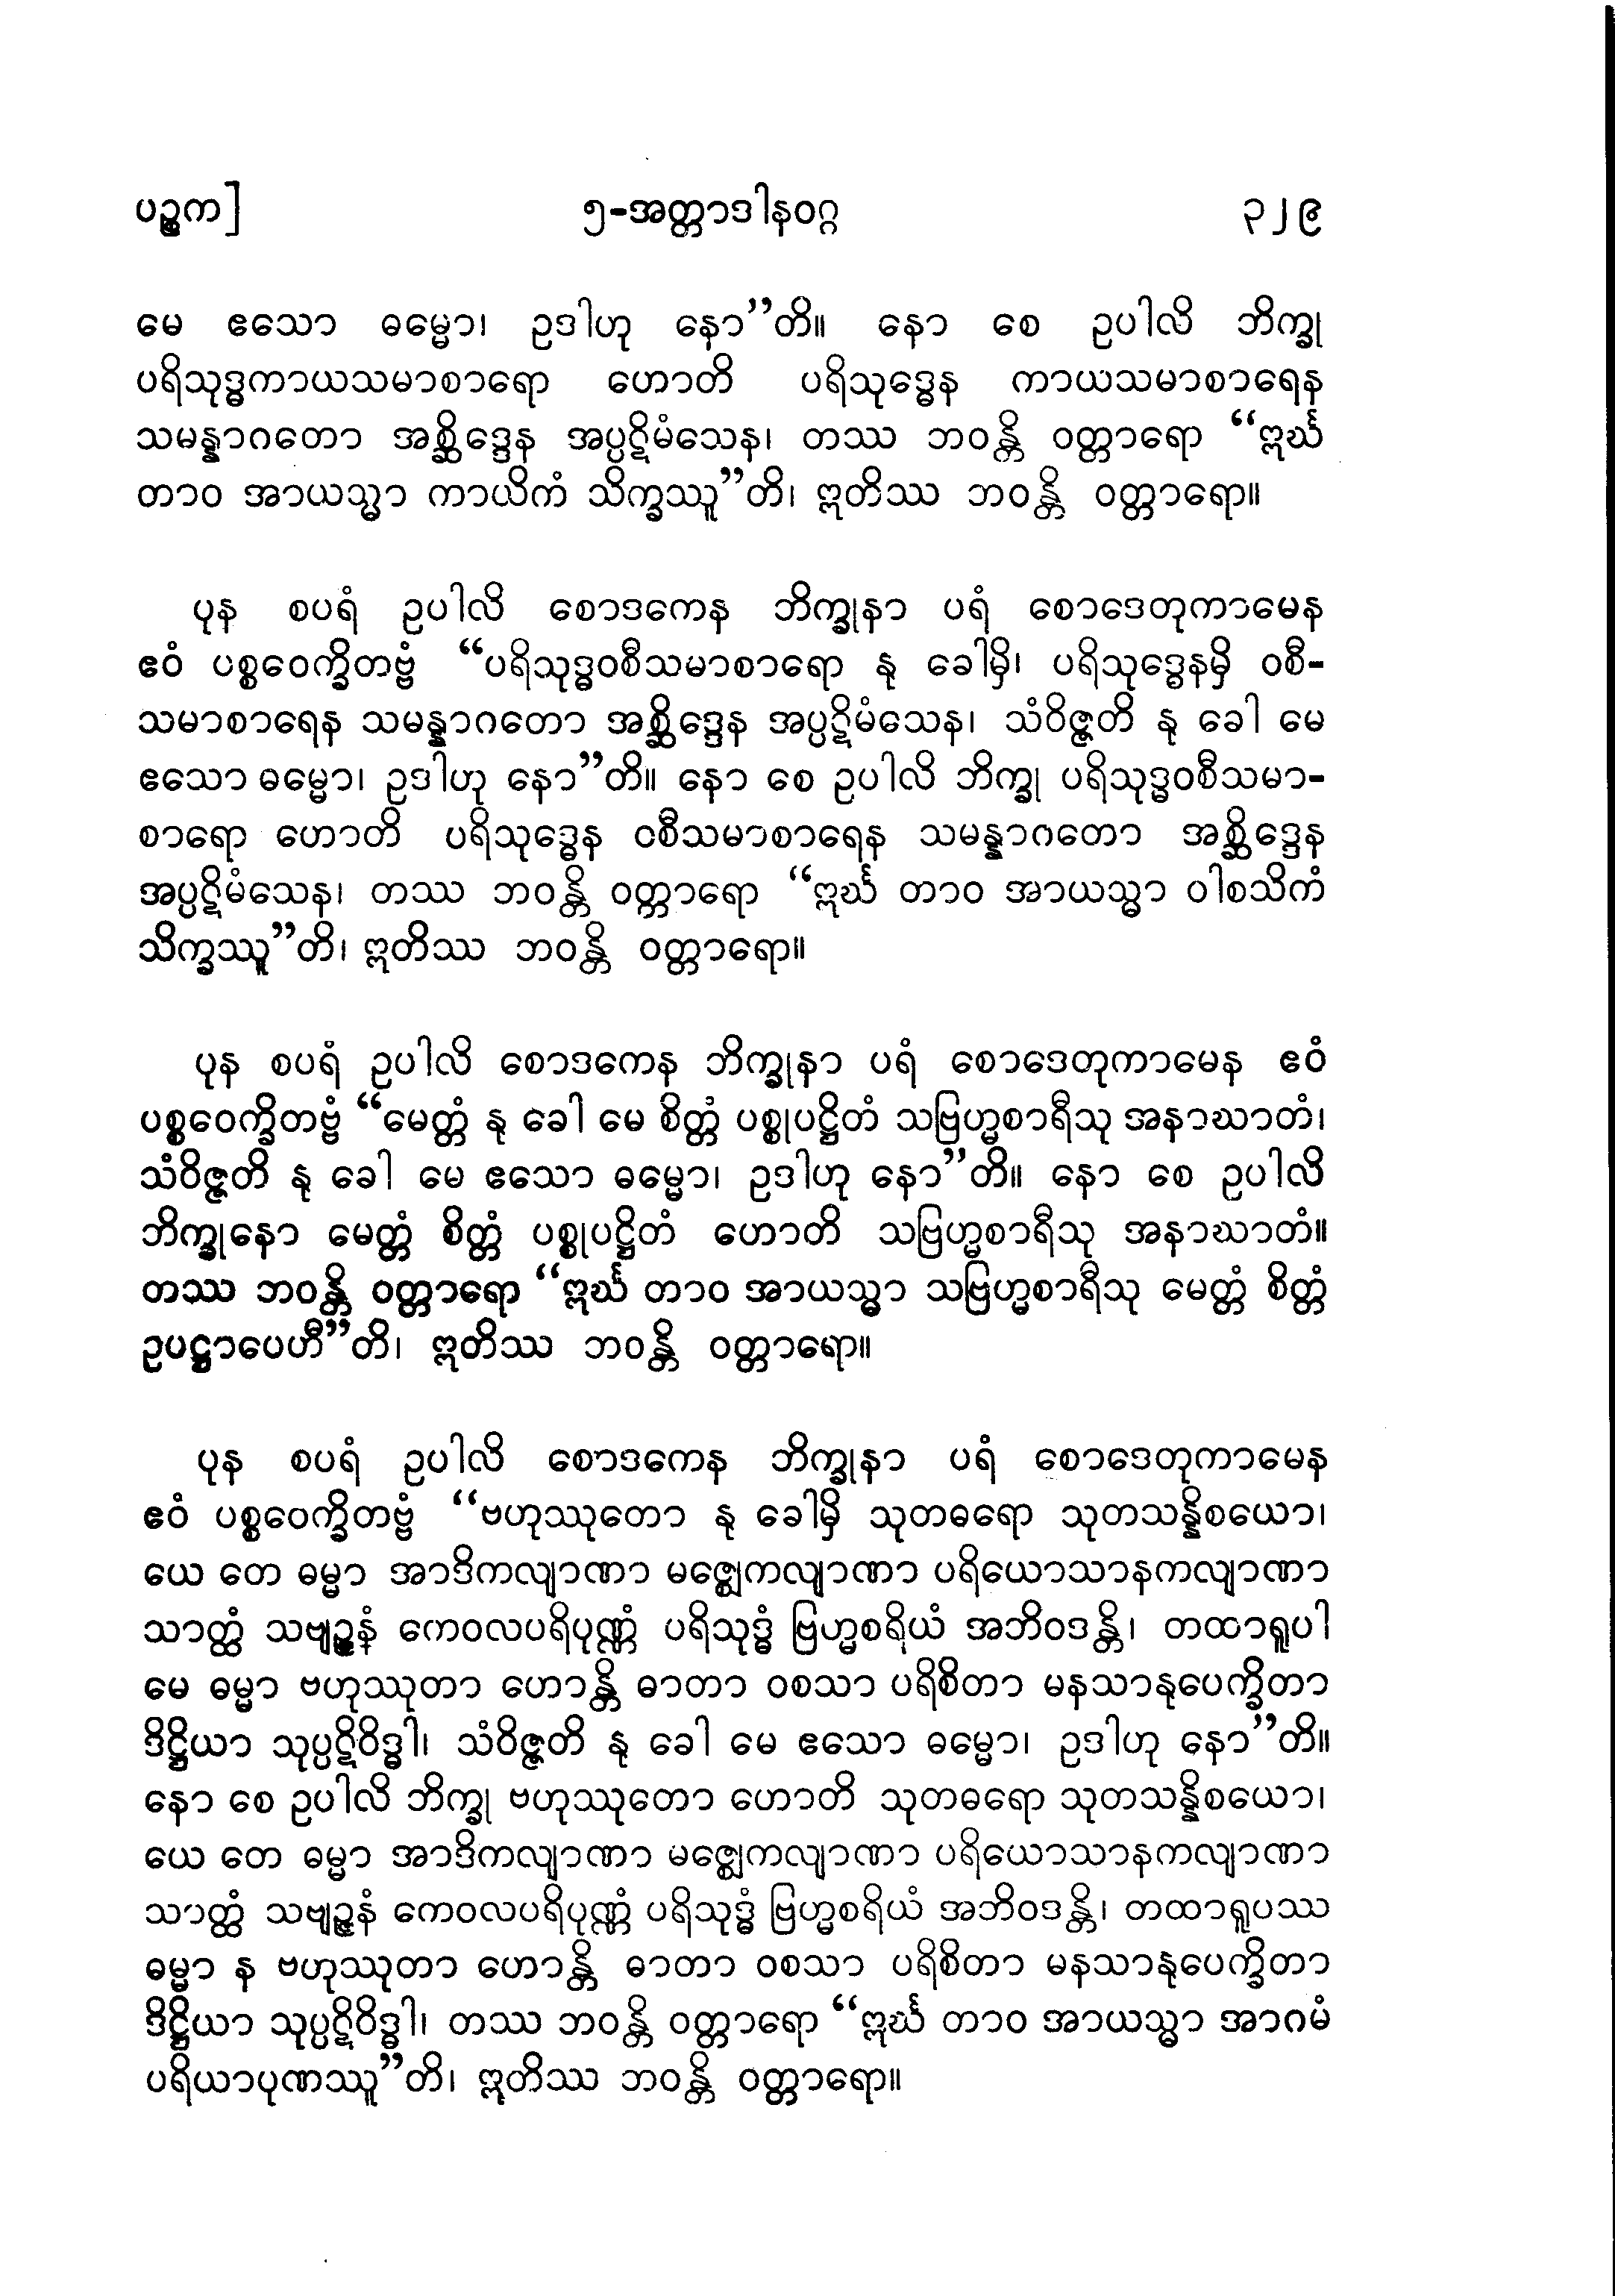 ပဉ္စက]
၅-အတ္တာဒါနဝဂ္ဂ
၃၂၉
မေ ဧသော ဓမ္မော၊ ဥဒါဟု နော”တိ။ နော စေ ဥပါလိ ဘိက္ခု
ပရိသုဒ္ဓကာယသမာစာရော ဟောတိ ပရိသုဒ္ဓေန ကာယသမာစာရေန
သမန္နာဂတော အစ္ဆိဒ္ဒေန အပ္ပဋိမံသေန၊ တဿ ဘဝန္တိ ဝတ္တာရော “ဣင်္ဃ
တာဝ အာယသ္မာ ကာယိကံ သိက္ခဿူ”တိ၊ ဣတိဿ ဘဝန္တိ ဝတ္တာရော။
ပုန စပရံ ဥပါလိ စောဒကေန ဘိက္ခုနာ ပရံ စောဒေတုကာမေန
ဧဝံ ပစ္စဝေက္ခိတဗ္ဗံ “ပရိသုဒ္ဓဝစီသမာစာရော နု ခေါမှိ၊ ပရိသုဒ္ဓေနမှိ ဝစီ-
သမာစာရေန သမန္နာဂတော အစ္ဆိဒ္ဒေန အပ္ပဋိမံသေန၊ သံဝိဇ္ဇတိ နု ခေါ မေ
ဧသော ဓမ္မော၊ ဥဒါဟု နော”တိ။ နော စေ ဥပါလိ ဘိက္ခု ပရိသုဒ္ဓဝစီသမာ-
စာရော ဟောတိ ပရိသုဒ္ဓေန ဝစီသမာစာရေန သမန္နာဂတော အစ္ဆိဒ္ဒေန
အပ္ပဋိမံသေန၊ တဿ ဘဝန္တိ ဝတ္တာရော “ဣင်္ဃ တာဝ အာယသ္မာ ဝါစသိကံ
သိက္ခဿူ”တိ၊ ဣတိဿ ဘဝန္တိ ဝတ္တာရော။
ပုန စပရံ ဥပါလိ စောဒကေန ဘိက္ခုနာ ပရံ စောဒေတုကာမေန ဧဝံ
ပစ္စဝေက္ခိတဗ္ဗံ “မေတ္တံ နု ခေါ မေ စိတ္တံ ပစ္စုပဋ္ဌိတံ သဗြဟ္မစာရီသု အနာဃာတံ၊
သံဝိဇ္ဇတိ နု ခေါ မေ ဧသော ဓမ္မော၊ ဥဒါဟု နော”တိ။ နော စေ ဥပါလိ
ဘိက္ခုနော မေတ္တံ စိတ္တံ ပစ္စုပဋ္ဌိတံ ဟောတိ သဗြဟ္မစာရီသု အနာဃာတံ။
တဿ ဘဝန္တိ ဝတ္တာရော “ဣင်္ဃ တာဝ အာယသ္မာ သဗြဟ္မစာရီသု မေတ္တံ စိတ္တံ
ဥပဋ္ဌာပေဟီ”တိ၊ ဣတိဿ ဘဝန္တိ ဝတ္တာရော။
ပုန စပရံ ဥပါလိ စောဒကေန ဘိက္ခုနာ ပရံ စောဒေတုကာမေန
ဧဝံ ပစ္စဝေက္ခိတဗ္ဗံ “ဗဟုဿုတော နု ခေါမှိ သုတဓရော သုတသန္နိစယော၊
ယေ တေ ဓမ္မာ အာဒိကလျာဏာ မဇ္ဈေကလျာဏာ ပရိယောသာနကလျာဏာ
သာတ္ထံ သဗျဉ္ဇနံ ကေဝလပရိပုဏ္ဏံ ပရိသုဒ္ဓံ ဗြဟ္မစရိယံ အဘိဝဒန္တိ၊ တထာရူပါ
မေ ဓမ္မာ ဗဟုဿုတာ ဟောန္တိ ဓာတာ ဝစသာ ပရိစိတာ မနသာနုပေက္ခိတာ
ဒိဋ္ဌိယာ သုပ္ပဋိဝိဒ္ဓါ၊ သံဝိဇ္ဇတိ နု ခေါ မေ ဧသော ဓမ္မော၊ ဥဒါဟု နော”တိ။
နော စေ ဥပါလိ ဘိက္ခု ဗဟုဿုတော ဟောတိ သုတဓရော သုတသန္နိစယော၊
ယေ တေ ဓမ္မာ အာဒိကလျာဏာ မဇ္ဈေကလျာဏာ ပရိယောသာနကလျာဏာ
သာတ္ထံ သဗျဉ္ဇနံ ကေဝလပရိပုဏ္ဏံ ပရိသုဒ္ဓံ ဗြဟ္မစရိယံ အဘိဝဒန္တိ၊ တထာရူပဿ
ဓမ္မာ န ဗဟုဿုတာ ဟောန္တိ ဓာတာ ဝစသာ ပရိစိတာ မနသာနုပေက္ခိတာ
ဒိဋ္ဌိယာ သုပ္ပဋိဝိဒ္ဓါ၊ တဿ ဘဝန္တိ ဝတ္တာရော “ဣင်္ဃ တာဝ အာယသ္မာ အာဂမံ
ပရိယာပုဏဿူ”တိ၊ ဣတိဿ ဘဝန္တိ ဝတ္တာရော။